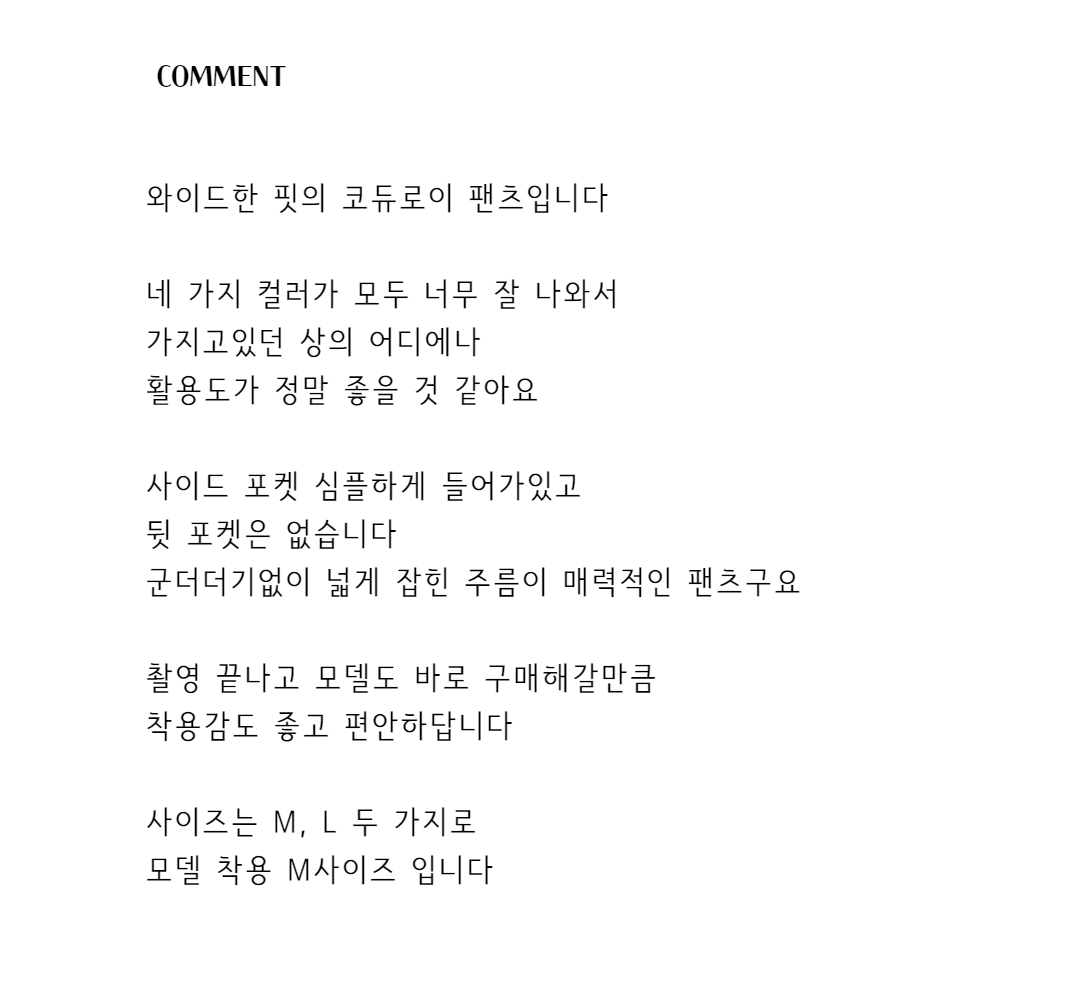 COMMENT
와이드한 핏의 코듀로이 팬츠입니다
네 가지 컬러가 모두 너무 잘 나와서
가지고있던 상의 어디에나
활용도가 정말 좋을 것 같아요
사이드 포켓 심플하게 들어가있고
뒷 포켓은 없습니다
군더더기없이 넓게 잡힌 주름이 매력적인 팬츠구요
촬영 끝나고 모델도 바로 구매해갈만큼
착용감도 좋고 편안하답니다
사이즈는 M, L 두 가지로
모델 착용 M사이즈 입니다